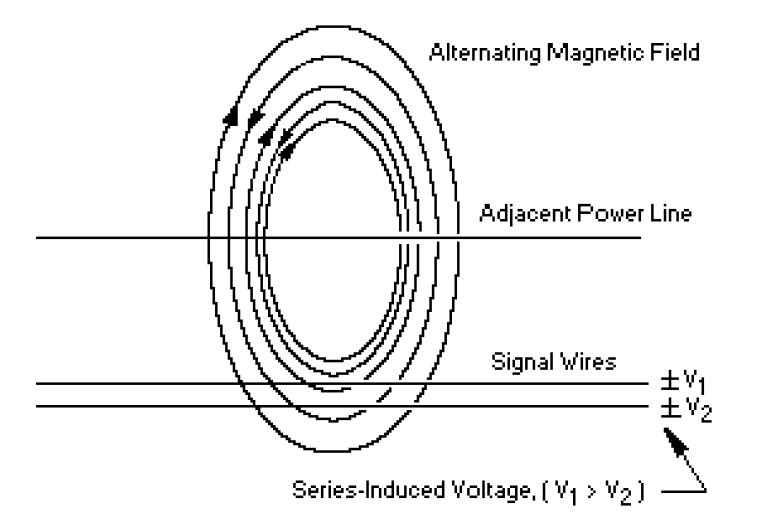 Alternating Magnetic Field
Adjacent Power Line
Signal Wires
± V₁
± V₂
Series-Induced Voltage, ( V₁ > V₂ )